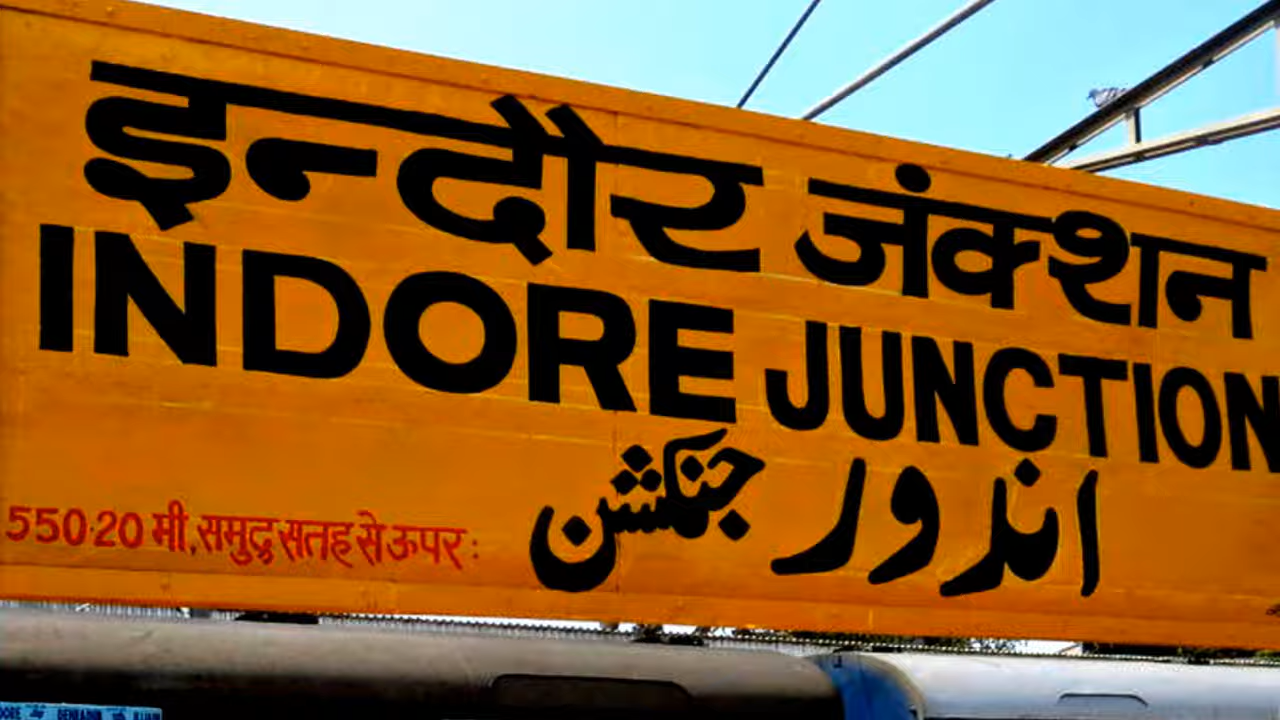 इन्दौर जंक्शन
INDORE JUNCTION
اندور جنکشن
550·20 मी,समुद्र सतह से ऊपर: